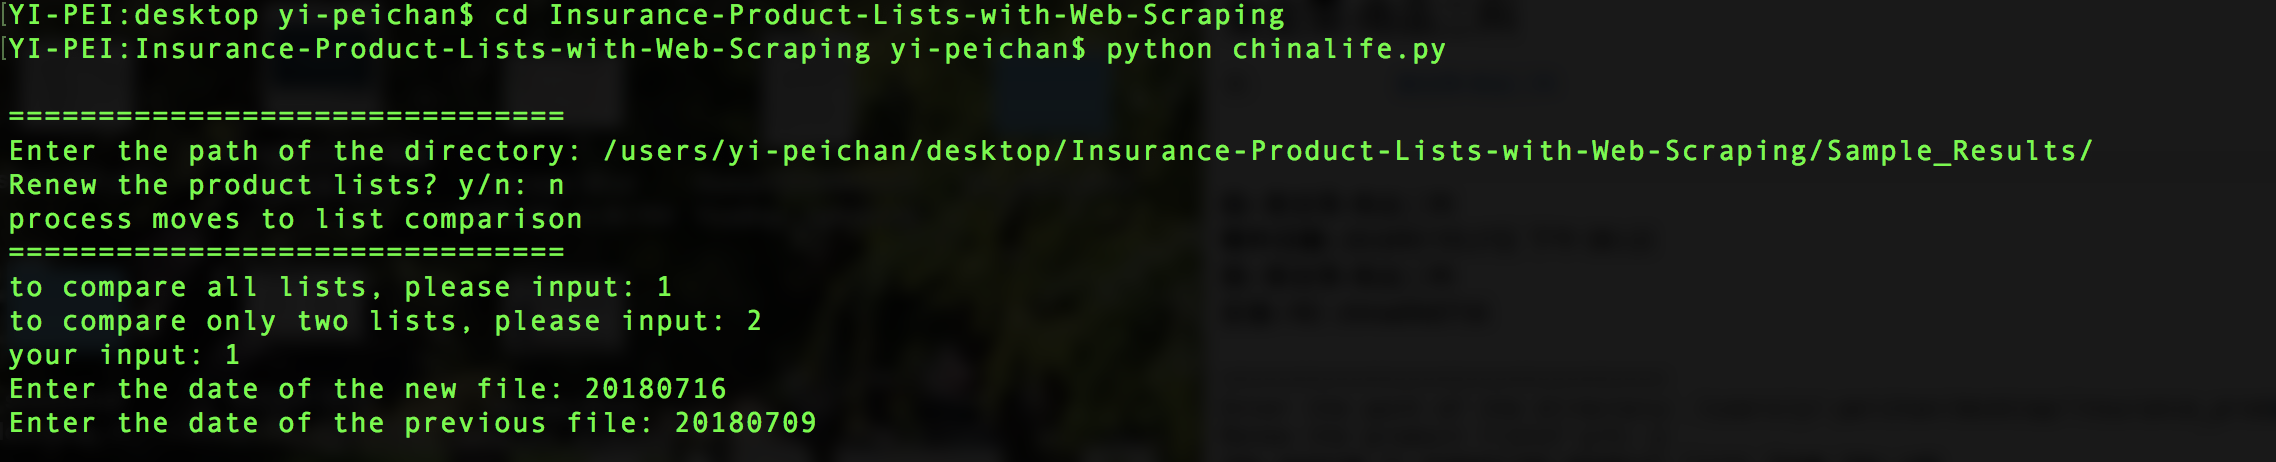 [YI-PEI:desktop yi-peichan$ cd Insurance-Product-Lists-with-Web-Scraping
[YI-PEI:Insurance-Product-Lists-with-Web-Scraping yi-peichan$ python chinalife.py
===============================
Enter the path of the directory: /users/yi-peichan/desktop/Insurance-Product-Lists-with-Web-Scraping/Sample_Results/
Renew the product lists? y/n: n
process moves to list comparison
===============================
to compare all lists, please input: 1
to compare only two lists, please input: 2
your input: 1
Enter the date of the new file: 20180716
Enter the date of the previous file: 20180709